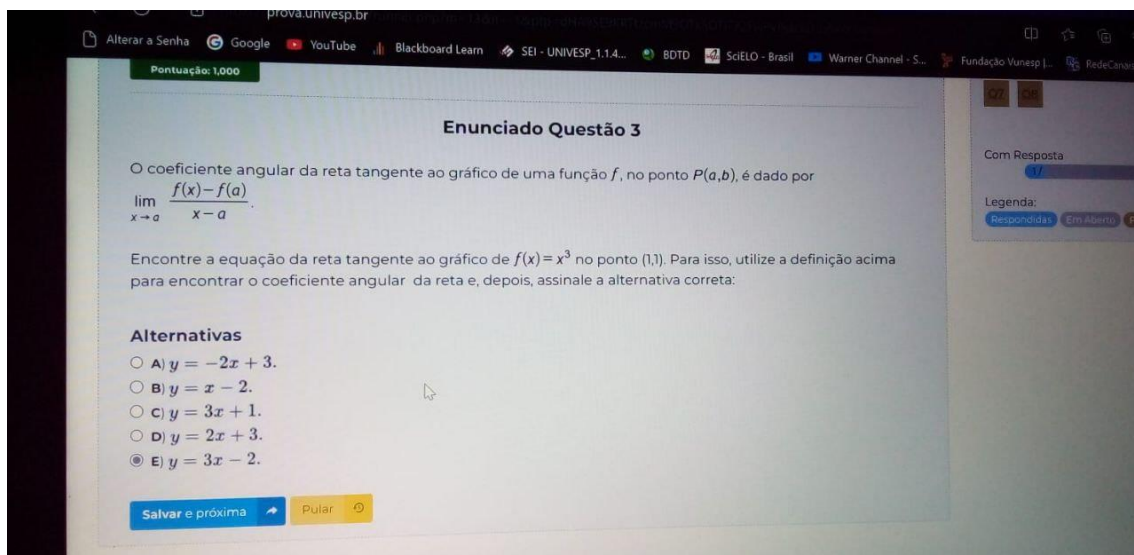 prova.univesp.br
Alterar a Senha Google YouTube Blackboard Learn SEI - UNIVESP_1.1.4... BDTD SciELO - Brasil Warner Channel - S... Fundação Vunesp |... RedeCanais
Pontuação: 1,000
Q7 Q8
Enunciado Questão 3
O coeficiente angular da reta tangente ao gráfico de uma função f, no ponto P(a,b), é dado por
lim x→a f(x)−f(a) / x−a .
Encontre a equação da reta tangente ao gráfico de f(x)=x³ no ponto (1,1). Para isso, utilize a definição acima
para encontrar o coeficiente angular da reta e, depois, assinale a alternativa correta:
Alternativas
A) y = −2x + 3.
B) y = x − 2.
C) y = 3x + 1.
D) y = 2x + 3.
E) y = 3x − 2.
Salvar e próxima Pular
Com Resposta
Legenda:
Respondidas Em Aberto